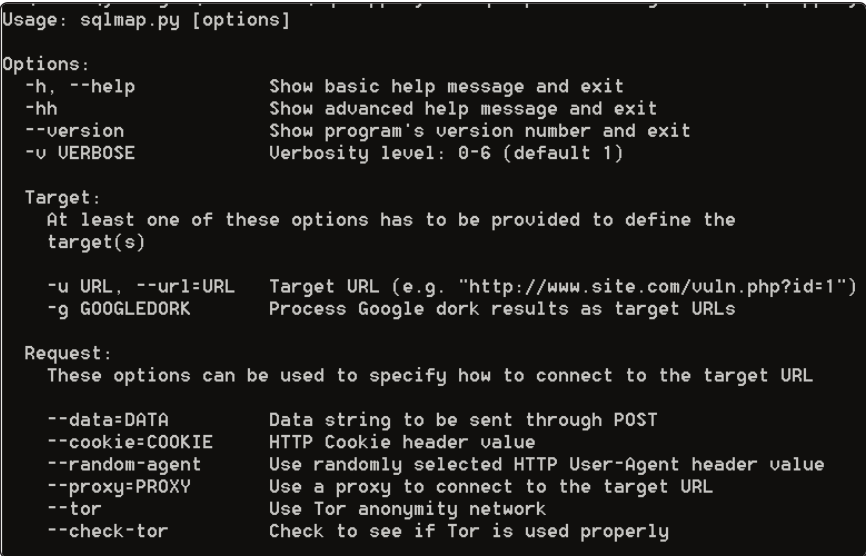 Usage: sqlmap.py [options]
Options:
-h, --help Show basic help message and exit
-hh Show advanced help message and exit
--version Show program's version number and exit
-v VERBOSE Verbosity level: 0-6 (default 1)
Target:
At least one of these options has to be provided to define the
target(s)
-u URL, --url=URL Target URL (e.g. "http://www.site.com/vuln.php?id=1")
-g GOOGLEDORK Process Google dork results as target URLs
Request:
These options can be used to specify how to connect to the target URL
--data=DATA Data string to be sent through POST
--cookie=COOKIE HTTP Cookie header value
--random-agent Use randomly selected HTTP User-Agent header value
--proxy=PROXY Use a proxy to connect to the target URL
--tor Use Tor anonymity network
--check-tor Check to see if Tor is used properly